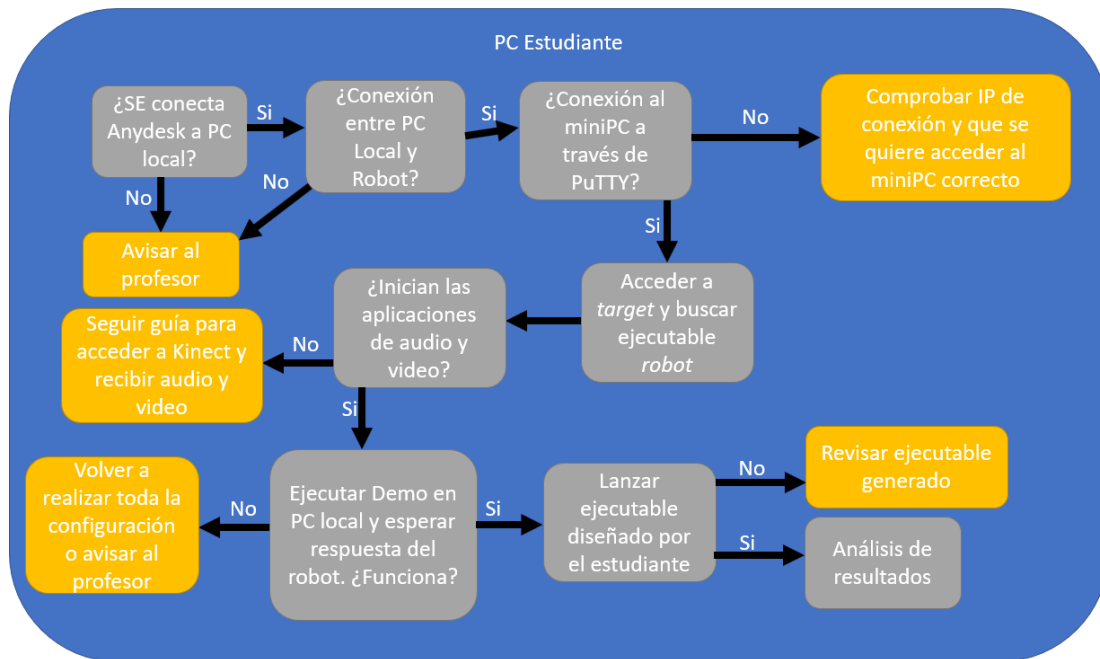 PC Estudiante
¿SE conecta
Anydesk a PC
local?
Si
¿Conexión
entre PC
Local y
Robot?
Si
¿Conexión al
miniPC a
través de
PuTTY?
No
Comprobar IP de
conexión y que se
quiere acceder al
miniPC correcto
No
No
Si
Avisar al
profesor
Acceder a
target y buscar
ejecutable
robot
¿Inician las
aplicaciones
de audio y
video?
No
Seguir guía para
acceder a Kinect y
recibir audio y
video
Si
Volver a
realizar toda la
configuración
o avisar al
profesor
No
Ejecutar Demo en
PC local y esperar
respuesta del
robot. ¿Funciona?
Si
Lanzar
ejecutable
diseñado por
el estudiante
No
Revisar ejecutable
generado
Si
Análisis de
resultados